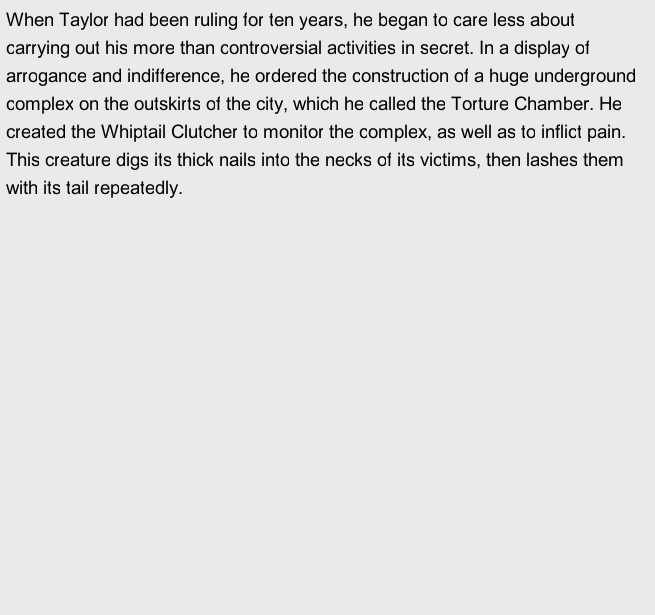 When Taylor had been ruling for ten years, he began to care less about
carrying out his more than controversial activities in secret. In a display of
arrogance and indifference, he ordered the construction of a huge underground
complex on the outskirts of the city, which he called the Torture Chamber. He
created the Whiptail Clutcher to monitor the complex, as well as to inflict pain.
This creature digs its thick nails into the necks of its victims, then lashes them
with its tail repeatedly.